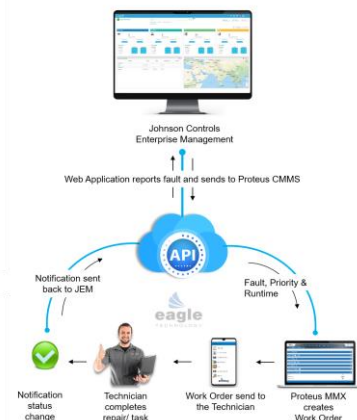 Johnson Controls
Enterprise Management
Web Application reports fault and sends to Proteus CMMS
API
Notification sent
back to JEM
Fault, Priority &
Runtime
eagle
TECHNOLOGY
Notification
status
change
Technician
completes
repair/ task
Work Order send to
the Technician
Proteus MMX
creates
Work Order